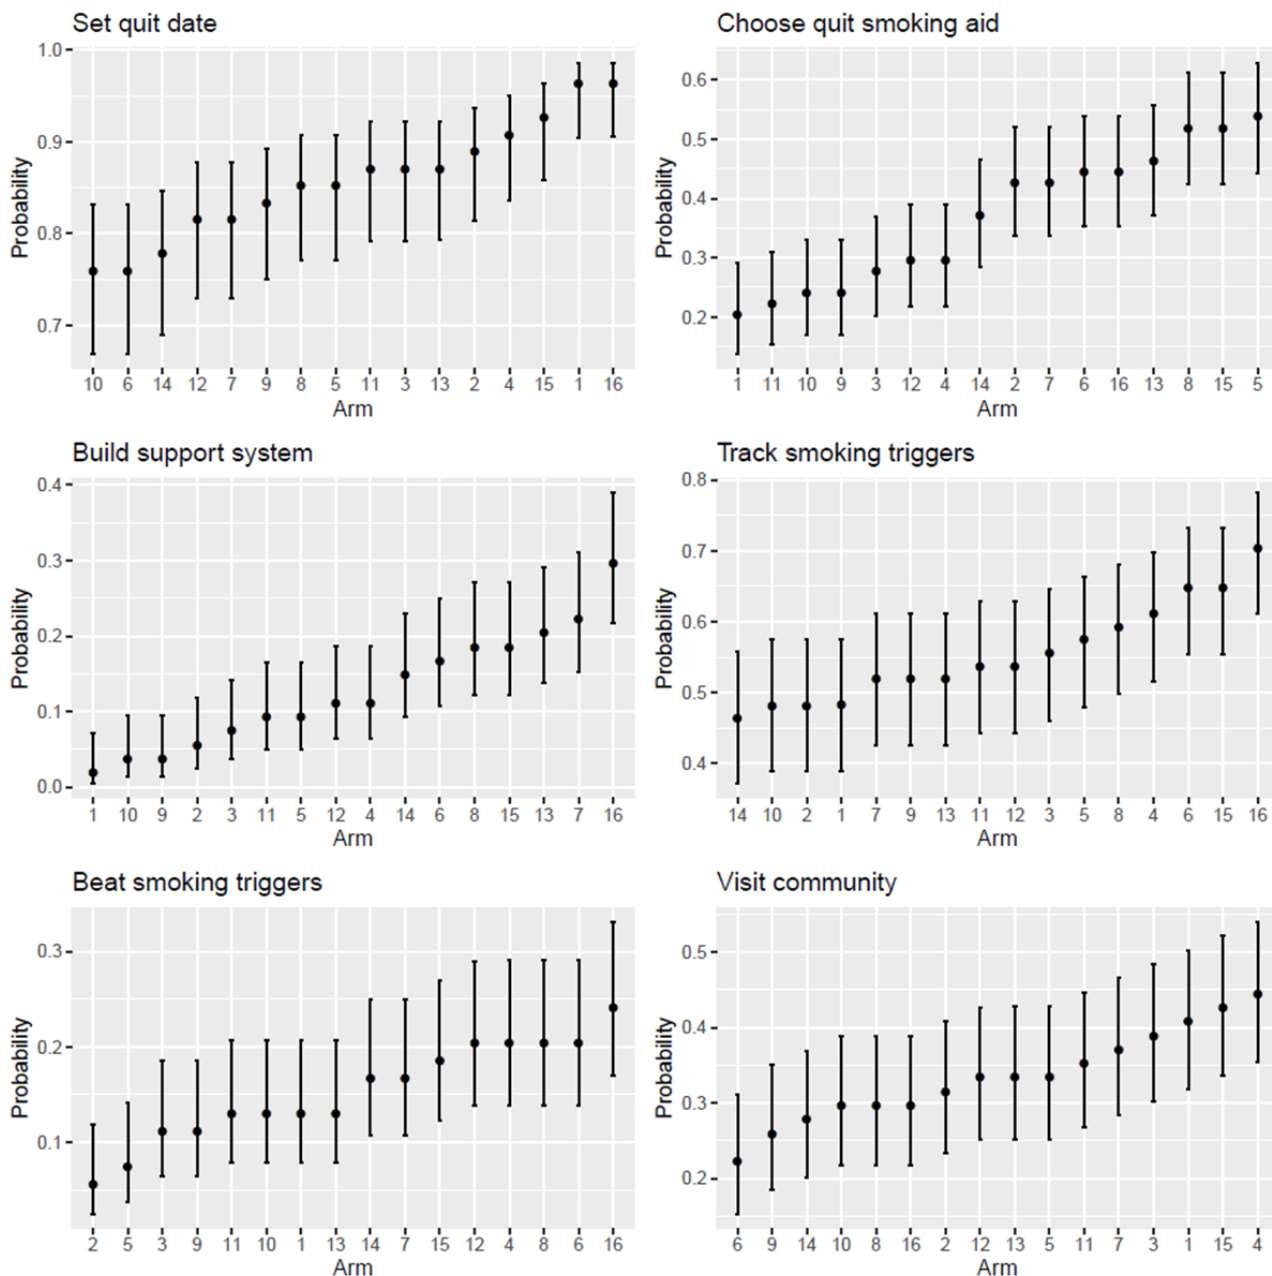 Set quit date
1.0
0.9
0.8
0.7
Probability
10 6 14 12 7 9 8 5 11 3 13 2 4 15 1 16
Arm
Choose quit smoking aid
0.6
0.5
0.4
0.3
0.2
Probability
1 11 10 9 3 12 4 14 2 7 6 16 13 8 15 5
Arm
Build support system
0.4
0.3
0.2
0.1
0.0
Probability
1 10 9 2 3 11 5 12 4 14 6 8 15 13 7 16
Arm
Track smoking triggers
0.8
0.7
0.6
0.5
0.4
Probability
14 10 2 1 7 9 13 11 12 3 5 8 4 6 15 16
Arm
Beat smoking triggers
0.3
0.2
0.1
Probability
2 5 3 9 11 10 1 13 14 7 15 12 4 8 6 16
Arm
Visit community
0.5
0.4
0.3
0.2
Probability
6 9 14 10 8 16 2 12 13 5 11 7 3 1 15 4
Arm